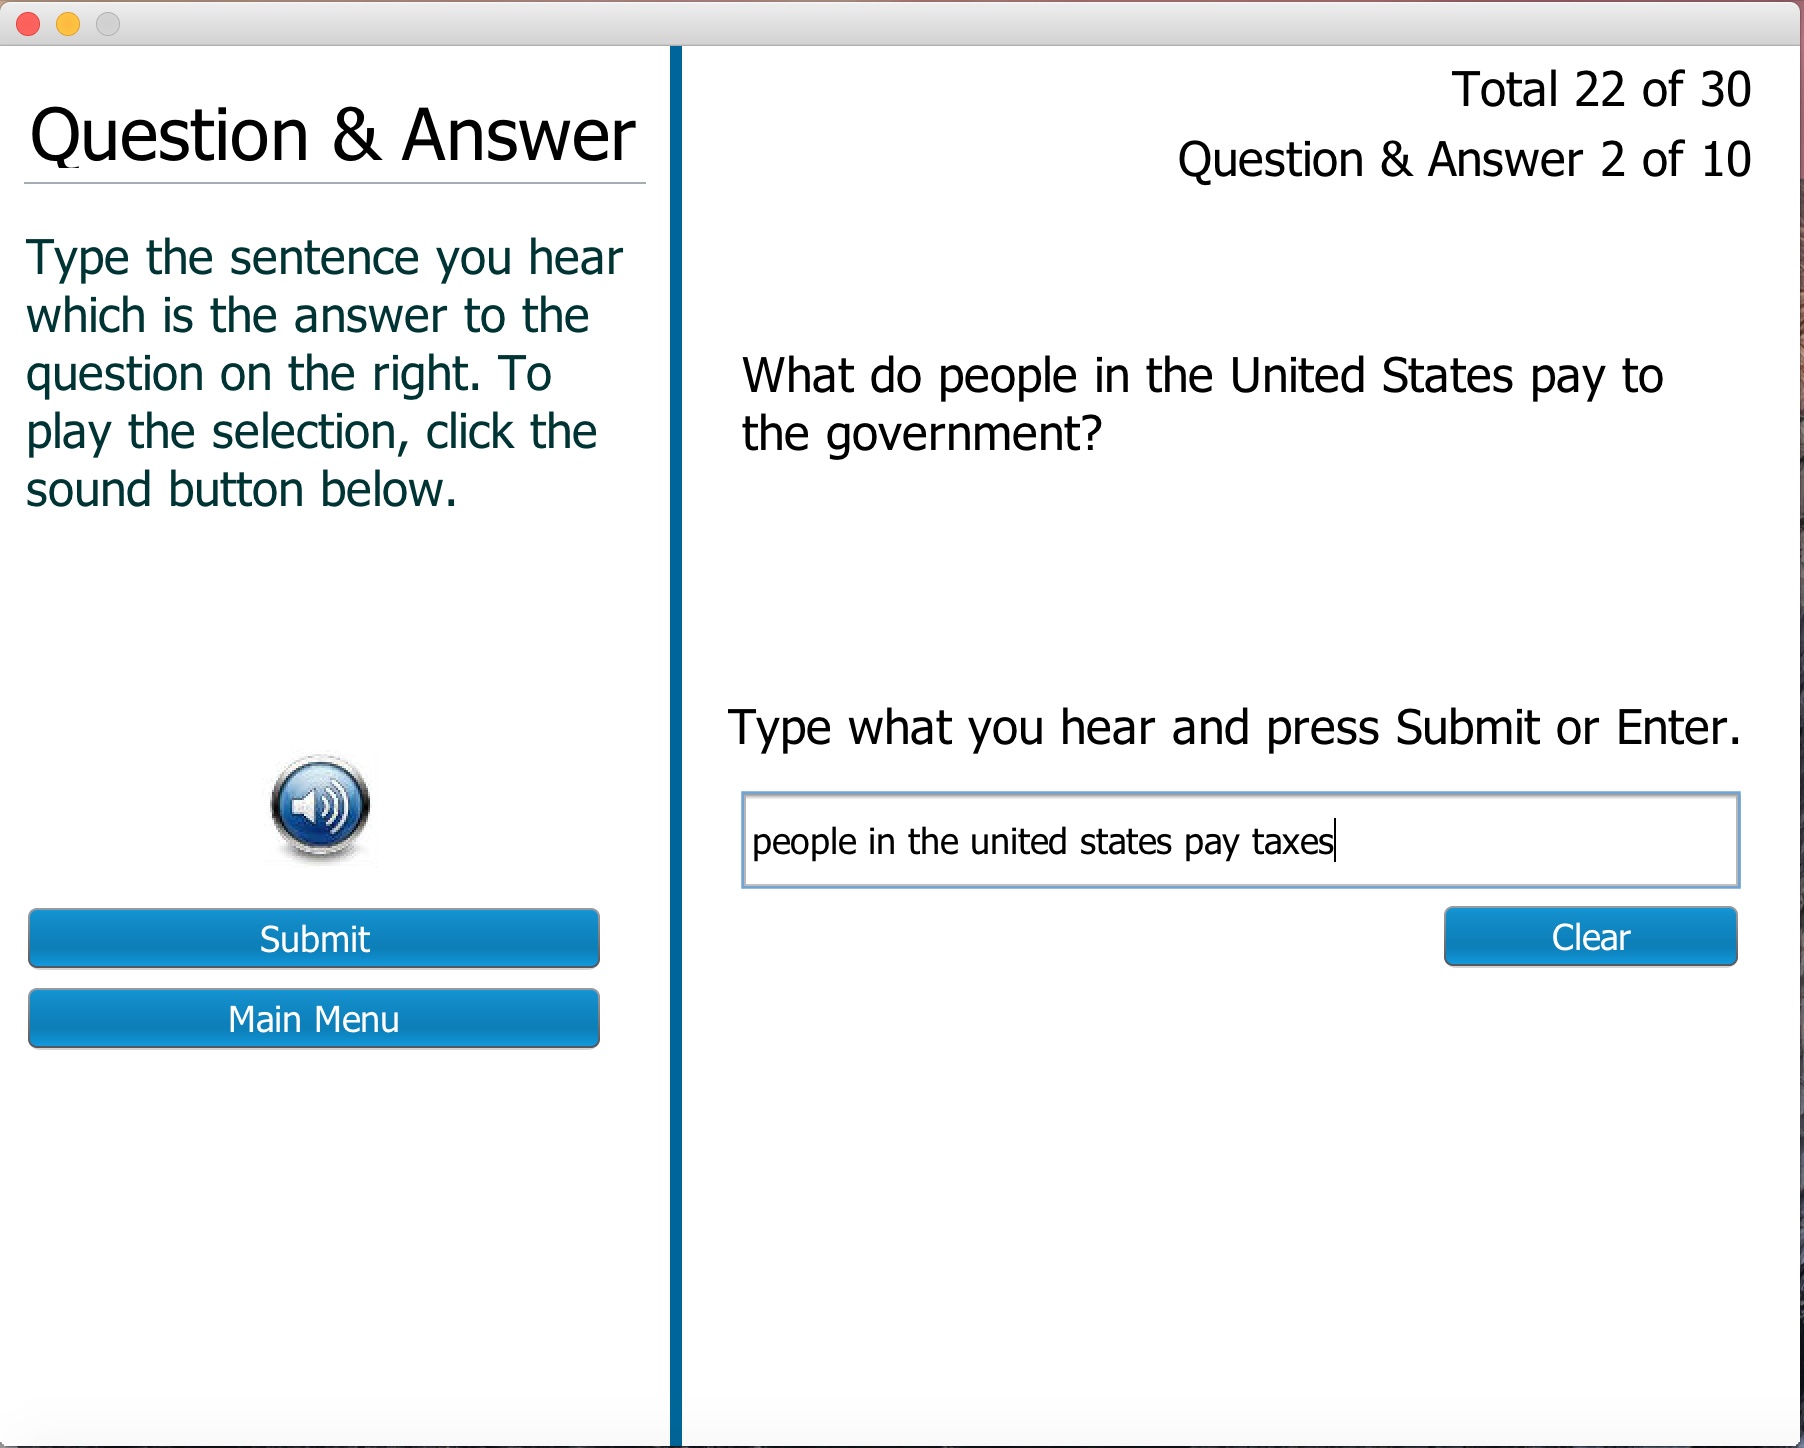 Question & Answer
Type the sentence you hear
which is the answer to the
question on the right. To
play the selection, click the
sound button below.
Submit
Main Menu
Total 22 of 30
Question & Answer 2 of 10
What do people in the United States pay to
the government?
Type what you hear and press Submit or Enter.
people in the united states pay taxes
Clear